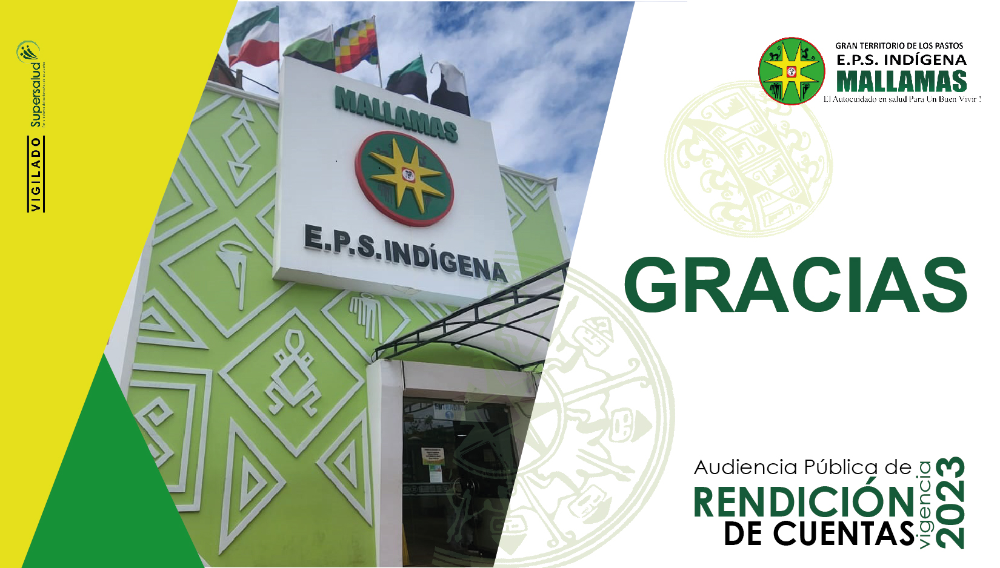 VIGILADO Supersalud
MALLAMAS
E.P.S. INDÍGENA
ENTRADA
GRAN TERRITORIO DE LOS PASTOS
E.P.S. INDÍGENA
MALLAMAS
El Autocuidado en salud Para Un Buen Vivir !
GRACIAS
Audiencia Pública de
RENDICIÓN
DE CUENTAS
vigencia
2023